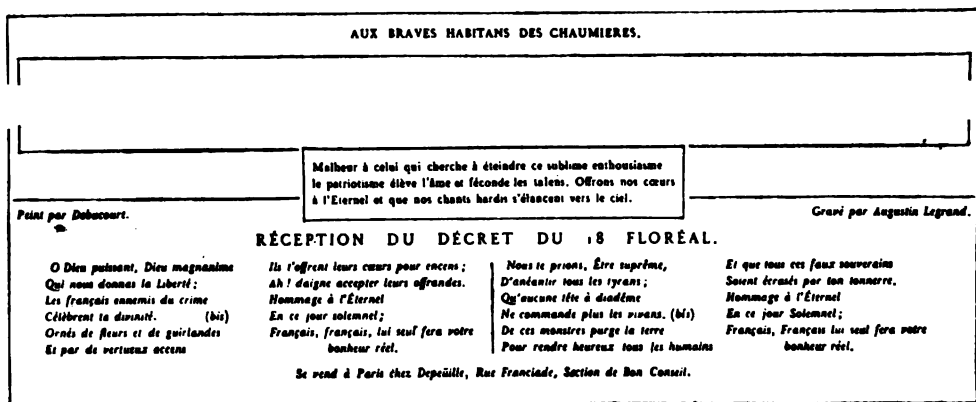 AUX BRAVES HABITANS DES CHAUMIERES.
Malheur à celui qui cherche à éteindre ce sublime enthousiasme
le patriotisme élève l'âme et féconde les talens. Offrons nos cœurs
à l'Eternel et que nos chants hardis s'élancent vers le ciel.
Peint par Debucourt.
Gravé par Augustin Legrand.
RÉCEPTION DU DÉCRET DU 18 FLORÉAL.
O Dieu puissant, Dieu magnanime
Qui nous donnas la Liberté;
Les français ennemis du crime
Célèbrent ta divinité. (bis)
Ornés de fleurs et de guirlandes
Et par de vertueux accens
Ils t'offrent leurs cœurs pour encens;
Ah! daigne accepter leurs offrandes.
Hommage à l'Éternel
En ce jour solemnel;
Français, français, lui seul fera votre
bonheur réel.
Nous te prions, Être suprême,
D'anéantir tous les tyrans;
Qu'aucune tête à diadême
Ne commande plus les vivans. (bis)
De ces monstres purge la terre
Pour rendre heureux tous les humains
Et que tous ces faux souverains
Soient écrasés par ton tonnerre.
Hommage à l'Éternel
En ce jour Solemnel;
Français, Français lui seul fera votre
bonheur réel.
Se vend à Paris chez Depeüille, Rue Franciade, Section de Bon Conseil.